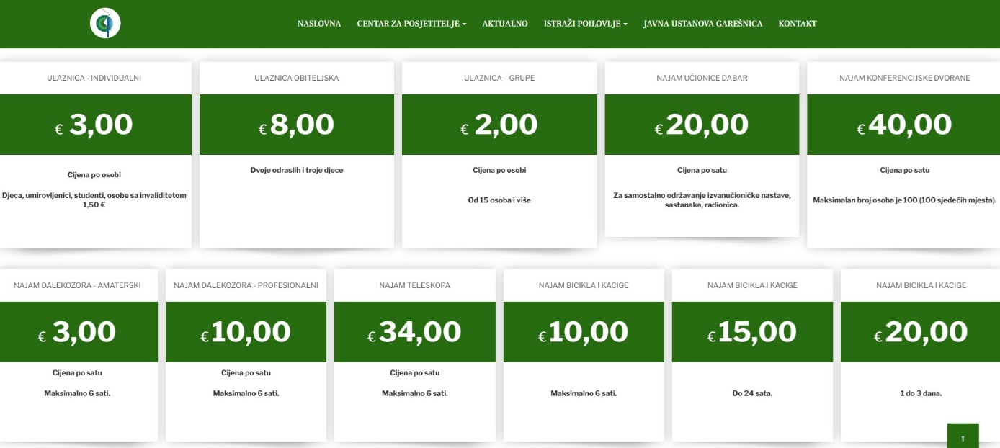 NASLOVNA CENTAR ZA POSJETITELJE AKTUALNO ISTRAŽI POILOVLJE JAVNA USTANOVA GAREŠNICA KONTAKT
ULAZNICA - INDIVIDUALNI
€ 3,00
Cijena po osobi
Djeca, umirovljenici, studenti, osobe sa invaliditetom
1,50 €
ULAZNICA OBITELJSKA
€ 8,00
Dvoje odraslih i troje djece
ULAZNICA – GRUPE
€ 2,00
Cijena po osobi
Od 15 osoba i više
NAJAM UČIONICE DABAR
€ 20,00
Cijena po satu
Za samostalno održavanje izvanučioničke nastave,
sastanaka, radionica.
NAJAM KONFERENCIJSKE DVORANE
€ 40,00
Cijena po satu
Maksimalan broj osoba je 100 (100 sjedećih mjesta).
NAJAM DALEKOZORA - AMATERSKI
€ 3,00
Cijena po satu
Maksimalno 6 sati.
NAJAM DALEKOZORA - PROFESIONALNI
€ 10,00
Cijena po satu
Maksimalno 6 sati.
NAJAM TELESKOPA
€ 34,00
Cijena po satu
Maksimalno 6 sati.
NAJAM BICIKLA I KACIGE
€ 10,00
Maksimalno 6 sati.
NAJAM BICIKLA I KACIGE
€ 15,00
Do 24 sata.
NAJAM BICIKLA I KACIGE
€ 20,00
1 do 3 dana.